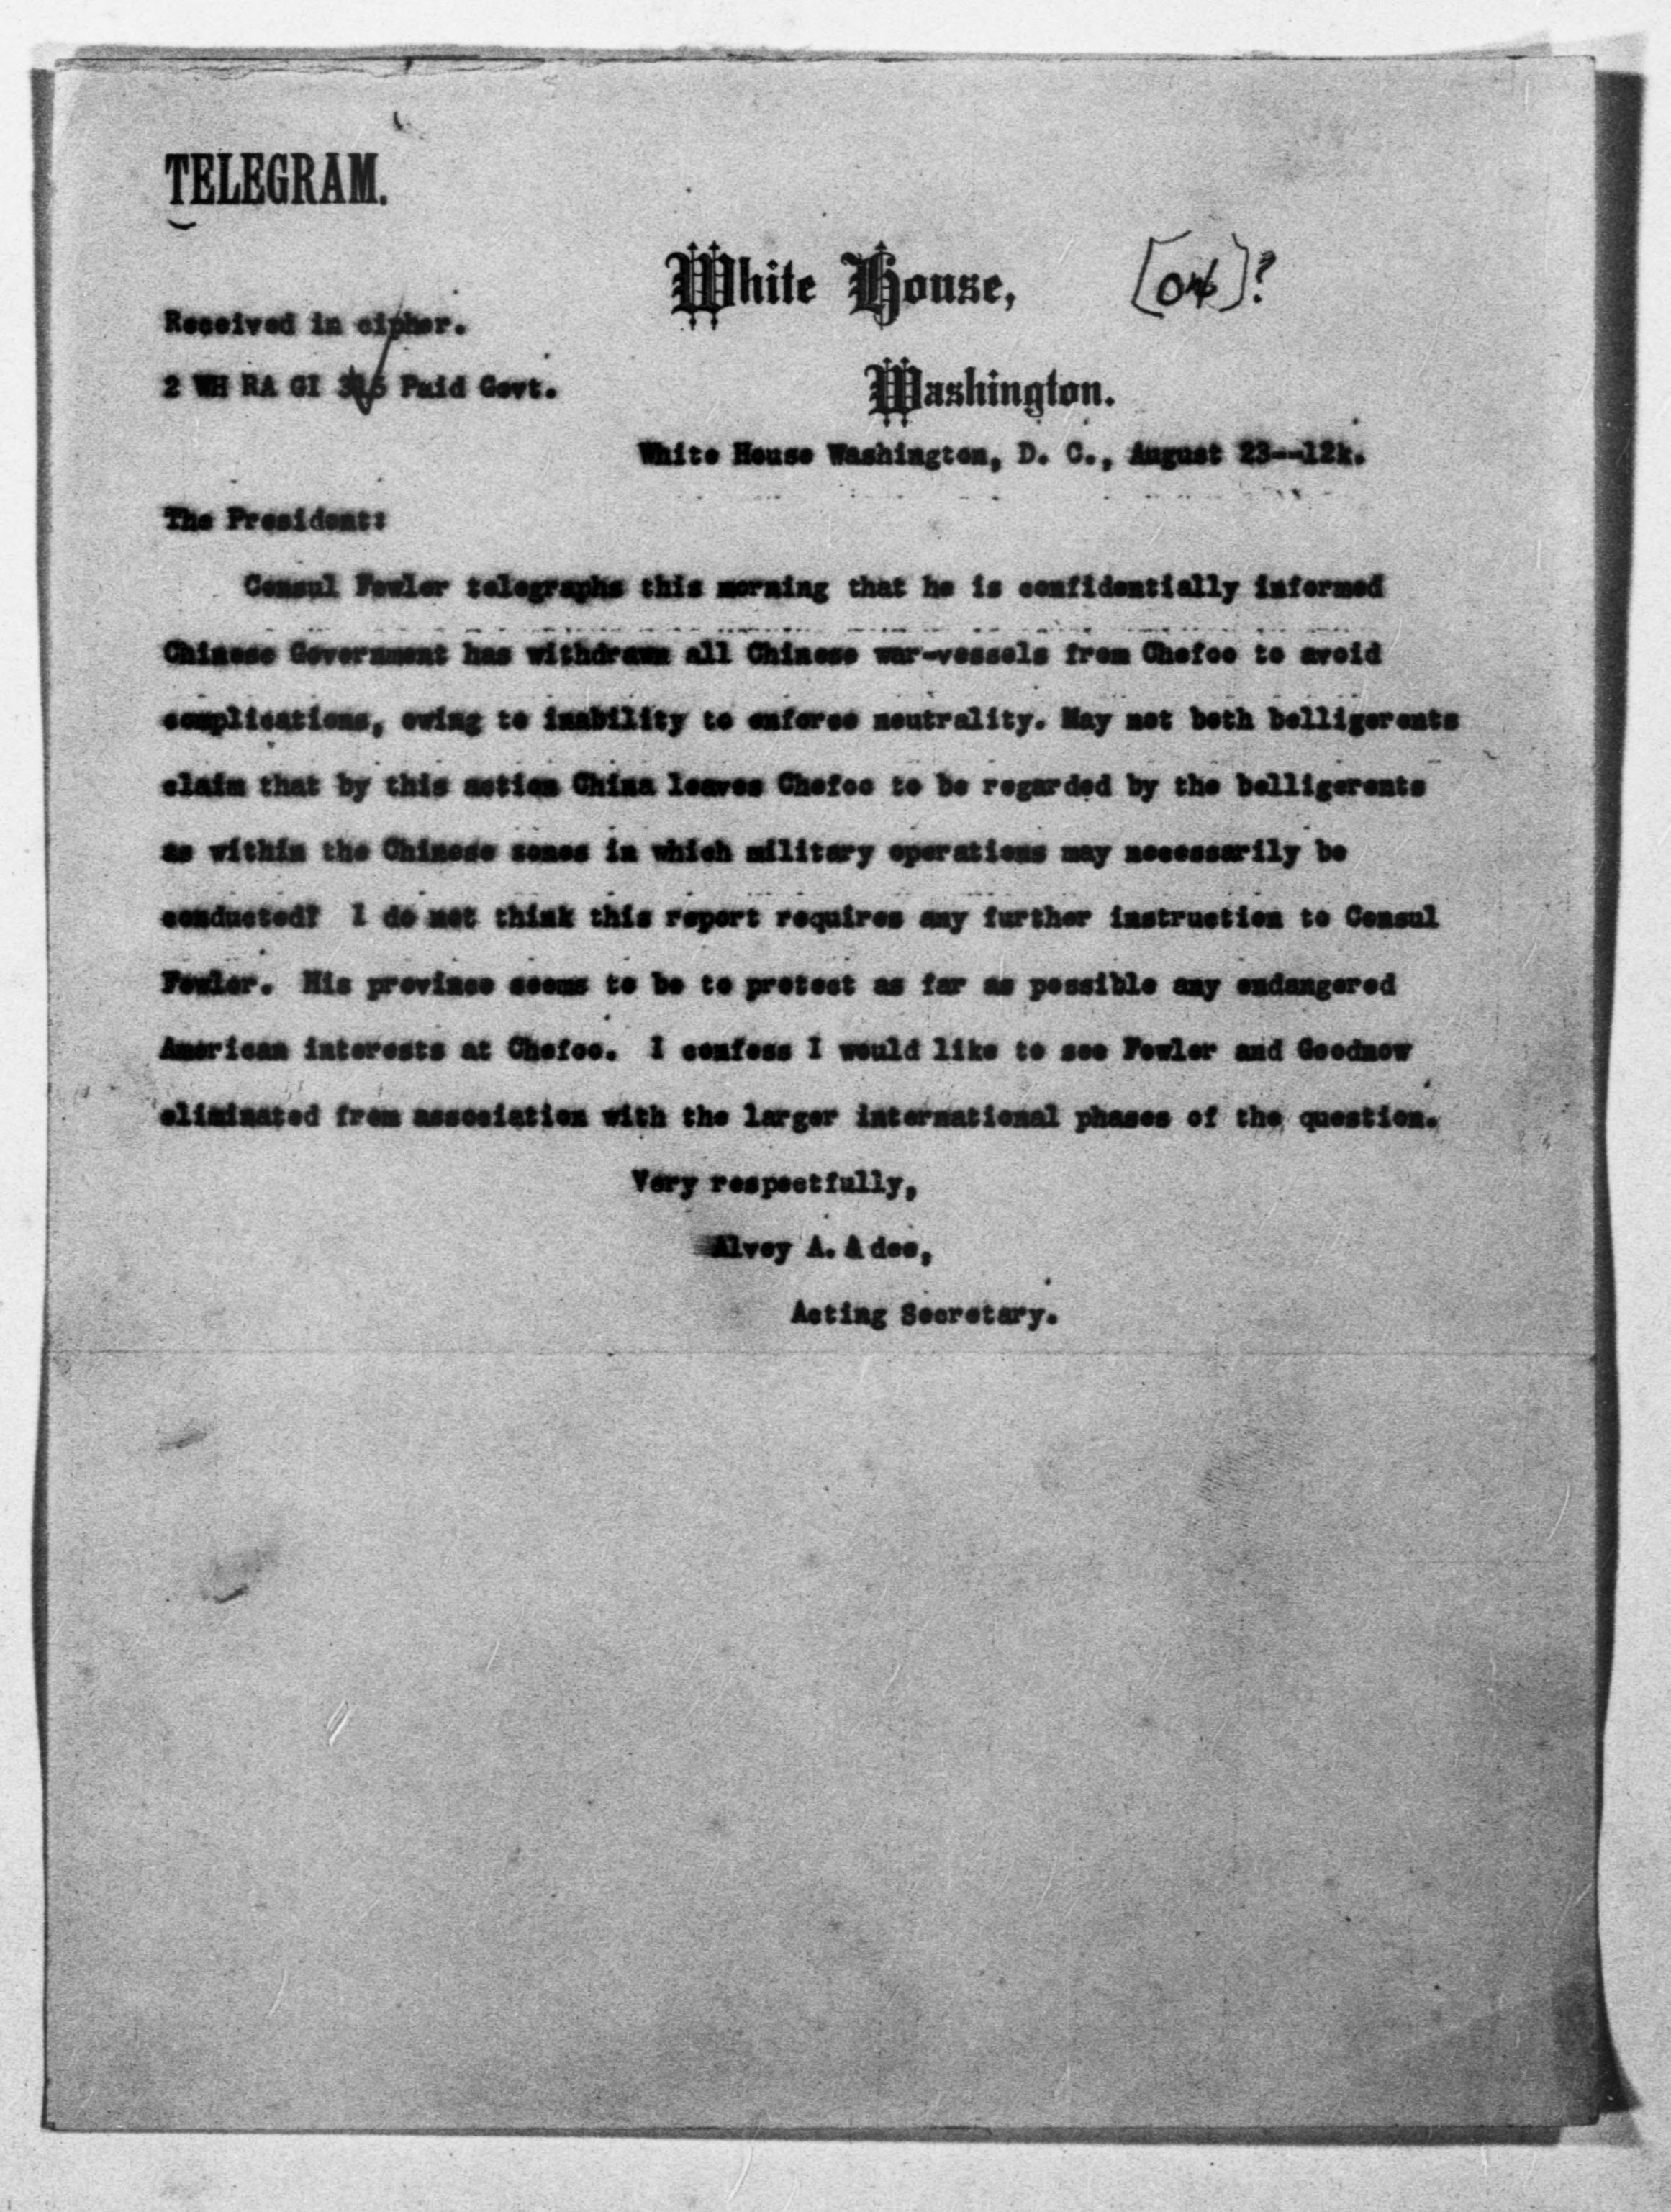 TELEGRAM.
White House,
[04]?
Received in cipher.
2 WH RA GI Paid Govt.
Washington.
White House Washington, D. C., August 23--12k.
The President:
Consul Fowler telegraphs this morning that he is confidentially informed
Chinese Government has withdrawn all Chinese war-vessels from Chefoo to avoid
complications, owing to inability to enforce neutrality. May not both belligerents
claim that by this action China leaves Chefoo to be regarded by the belligerents
as within the Chinese zones in which military operations may necessarily be
conducted? I do not think this report requires any further instruction to Consul
Fowler. His province seems to be to protect as far as possible any endangered
American interests at Chefoo. I confess I would like to see Fowler and Goodnow
eliminated from association with the larger international phases of the question.
Very respectfully,
Alvey A. Adee,
Acting Secretary.